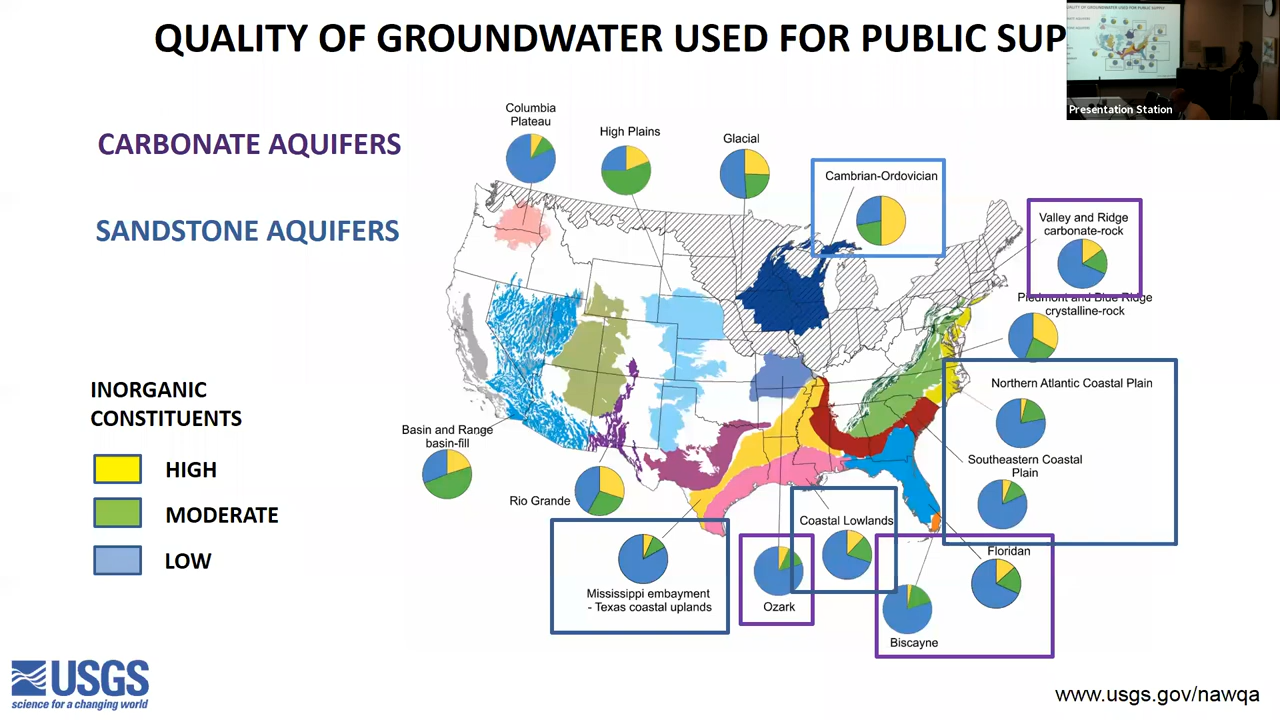 QUALITY OF GROUNDWATER USED FOR PUBLIC SUP
Presentation Station
CARBONATE AQUIFERS
SANDSTONE AQUIFERS
Columbia
Plateau
High Plains
Glacial
Cambrian-Ordovician
Valley and Ridge
carbonate-rock
Piedmont and Blue Ridge
crystalline-rock
Northern Atlantic Coastal Plain
Southeastern Coastal
Plain
INORGANIC
CONSTITUENTS
HIGH
MODERATE
LOW
Basin and Range
basin-fill
Rio Grande
Coastal Lowlands
Floridan
Mississippi embayment
- Texas coastal uplands
Ozark
Biscayne
USGS
science for a changing world
www.usgs.gov/nawqa